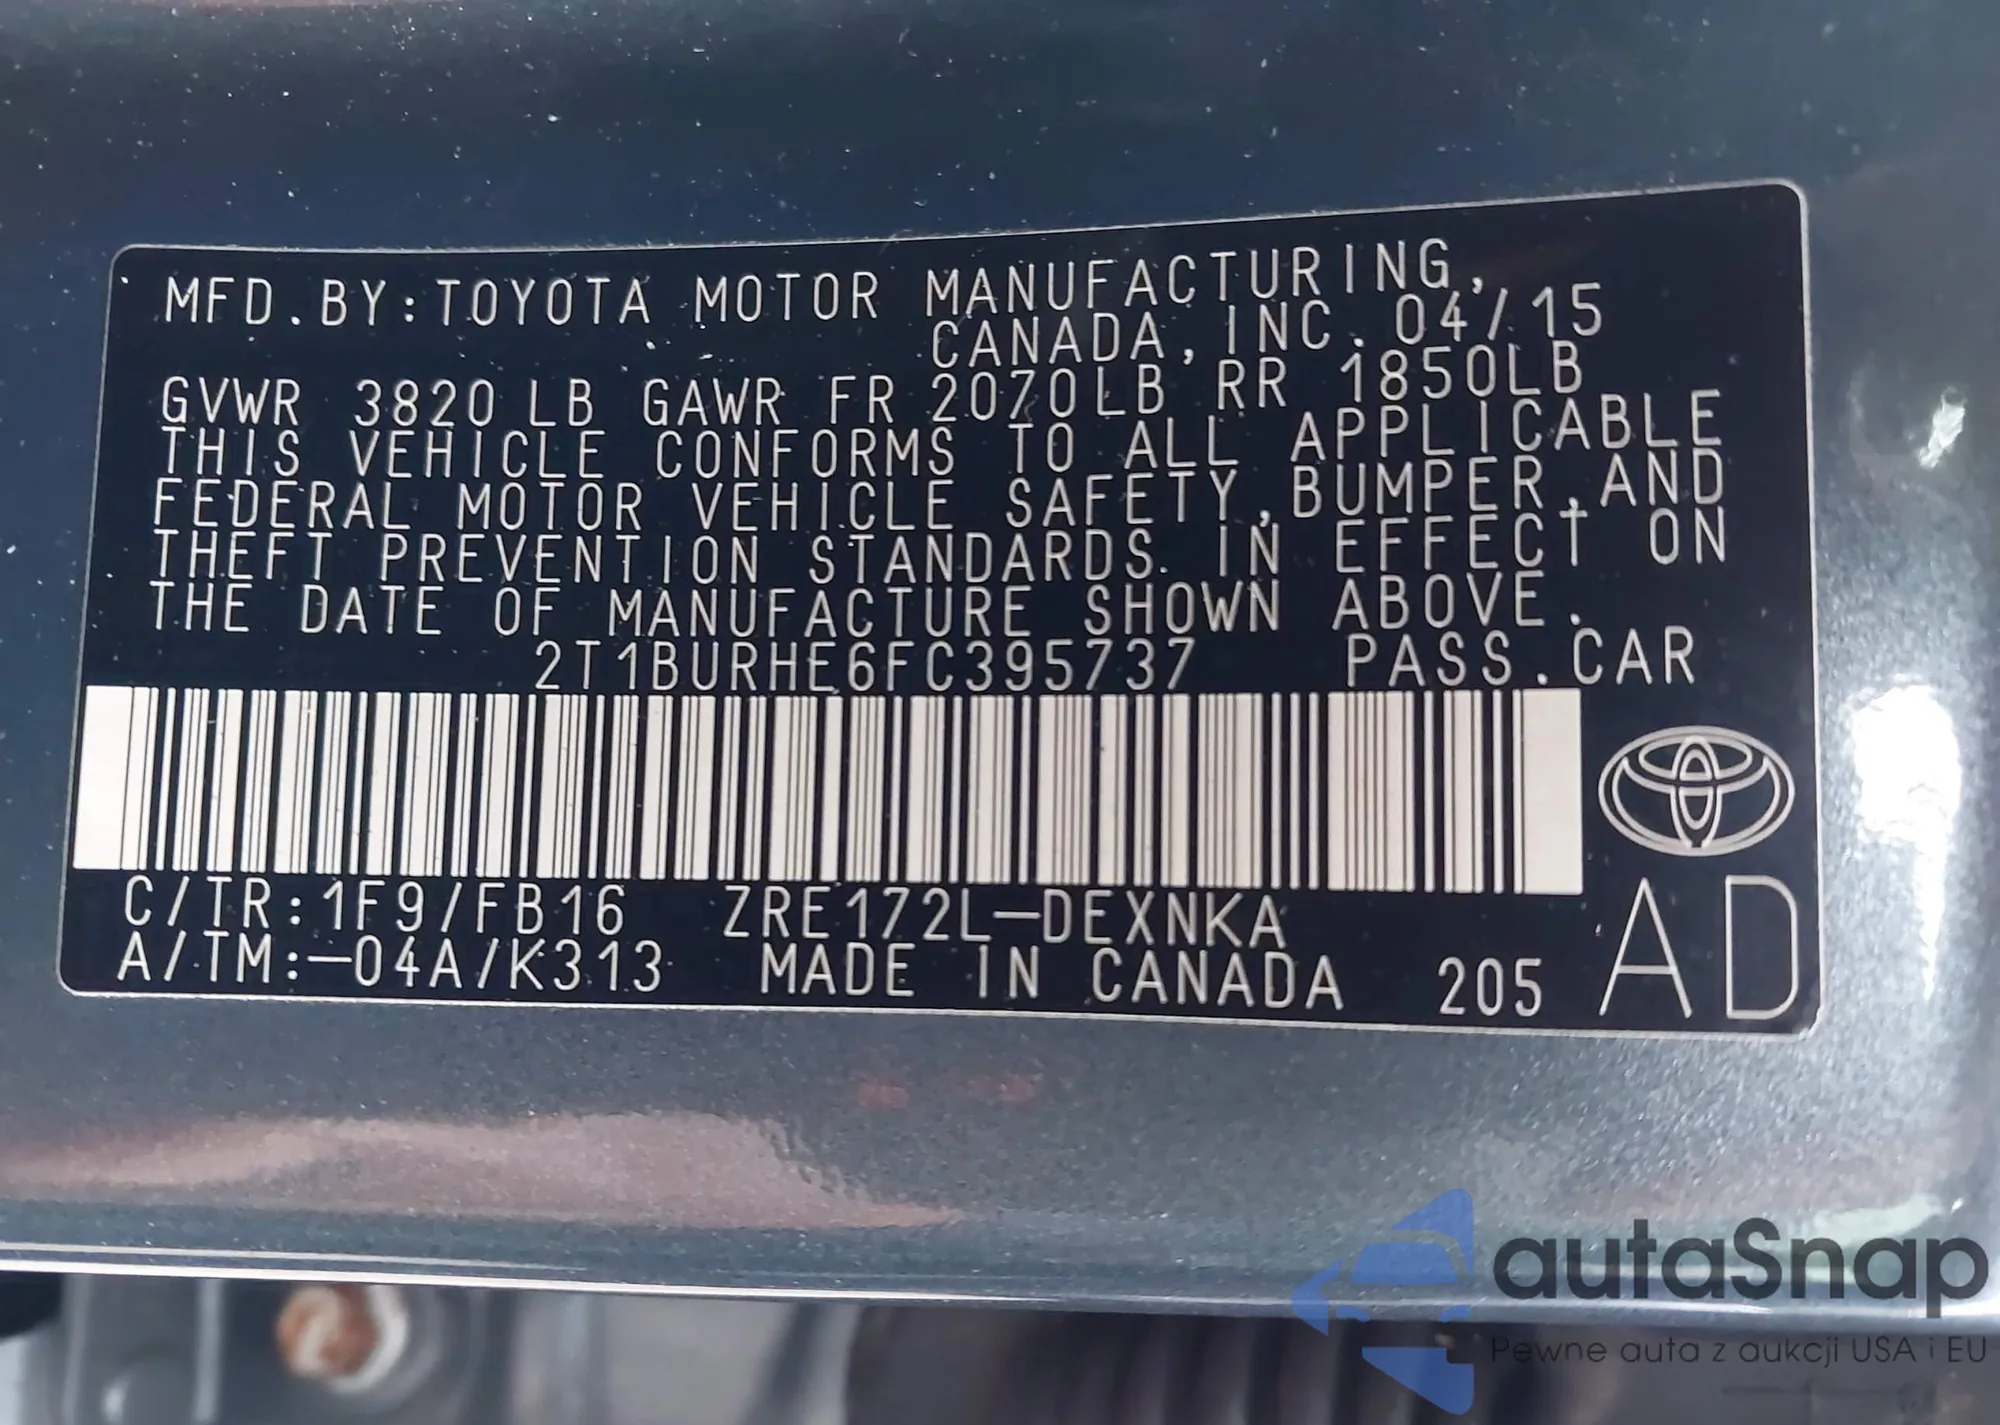 MFD.BY:TOYOTA MOTOR MANUFACTURING,
CANADA,INC.04/15
GVWR 3820LB GAWR FR 2070LB RR 1850LB
THIS VEHICLE CONFORMS TO ALL APPLICABLE
FEDERAL MOTOR VEHICLE SAFETY,BUMPER,AND
THEFT PREVENTION STANDARDS IN EFFECT ON
THE DATE OF MANUFACTURE SHOWN ABOVE.
2T1BURHE6FC395737 PASS.CAR
C/TR:1F9/FB16 ZRE172L-DEXNKA
A/TM:-04A/K313 MADE IN CANADA 205
AD
autaSnap
Pewne auta z aukcji USA i EU